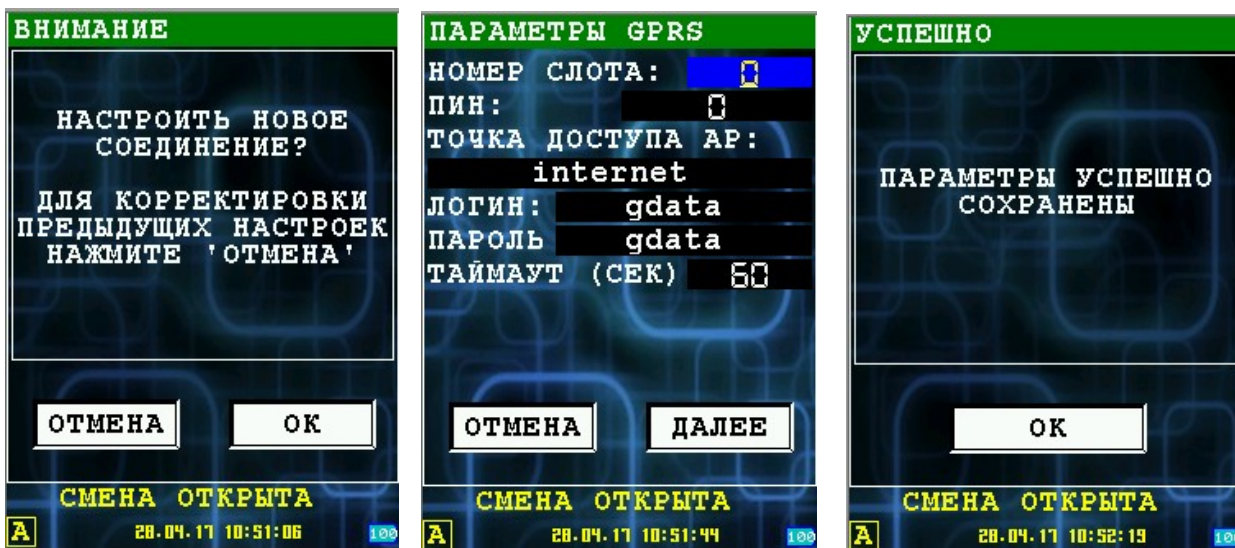 ВНИМАНИЕ
НАСТРОИТЬ НОВОЕ
СОЕДИНЕНИЕ?
ДЛЯ КОРРЕКТИРОВКИ
ПРЕДЫДУЩИХ НАСТРОЕК
НАЖМИТЕ 'ОТМЕНА'
ОТМЕНА
ОК
СМЕНА ОТКРЫТА
А 28.04.17 10:51:06 100
ПАРАМЕТРЫ GPRS
НОМЕР СЛОТА: 0
ПИН: 0
ТОЧКА ДОСТУПА AP:
internet
ЛОГИН: gdata
ПАРОЛЬ gdata
ТАЙМАУТ (СЕК) 60
ОТМЕНА
ДАЛЕЕ
СМЕНА ОТКРЫТА
А 28.04.17 10:51:44 100
УСПЕШНО
ПАРАМЕТРЫ УСПЕШНО
СОХРАНЕНЫ
ОК
СМЕНА ОТКРЫТА
А 28.04.17 10:52:19 100